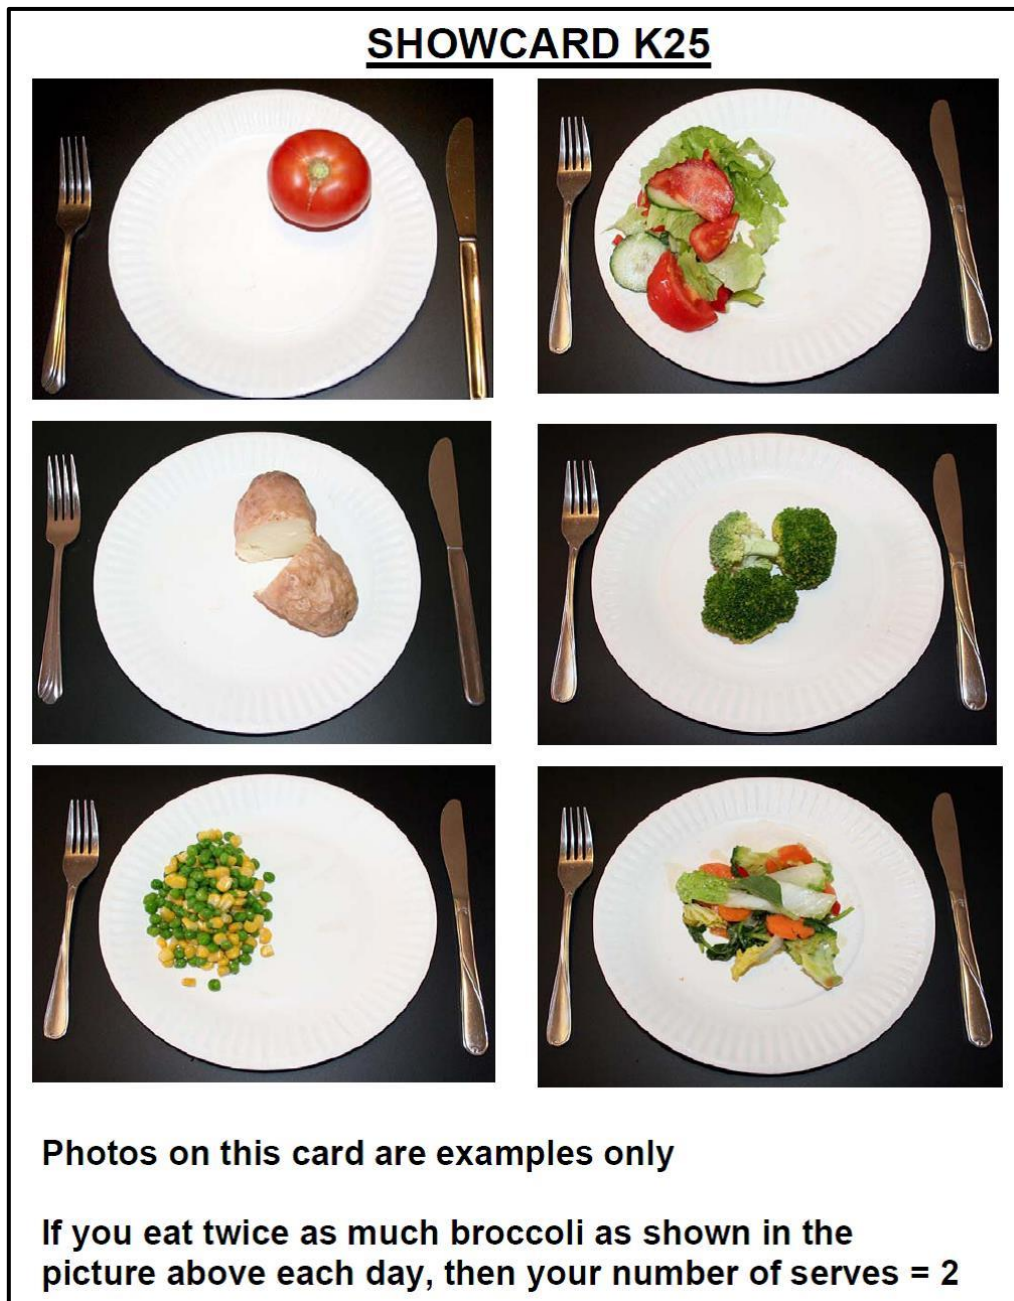 SHOWCARD K25
Photos on this card are examples only
If you eat twice as much broccoli as shown in the
picture above each day, then your number of serves = 2